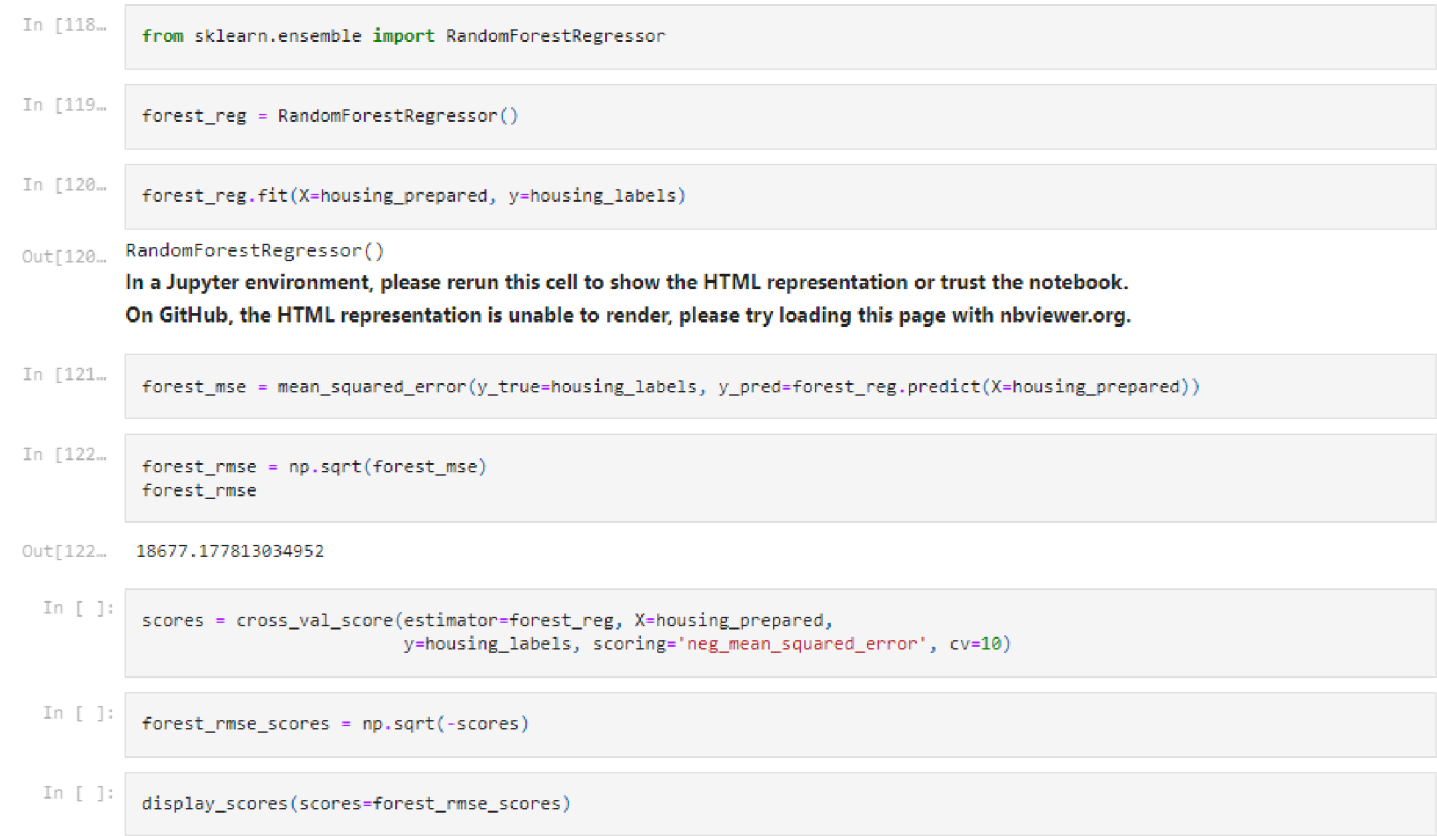 In [118…
from sklearn.ensemble import RandomForestRegressor
In [119…
forest_reg = RandomForestRegressor()
In [120…
forest_reg.fit(X=housing_prepared, y=housing_labels)
Out[120…
RandomForestRegressor()
In a Jupyter environment, please rerun this cell to show the HTML representation or trust the notebook.
On GitHub, the HTML representation is unable to render, please try loading this page with nbviewer.org.
In [121…
forest_mse = mean_squared_error(y_true=housing_labels, y_pred=forest_reg.predict(X=housing_prepared))
In [122…
forest_rmse = np.sqrt(forest_mse)
forest_rmse
Out[122…
18677.177813034952
In [ ]:
scores = cross_val_score(estimator=forest_reg, X=housing_prepared,
y=housing_labels, scoring='neg_mean_squared_error', cv=10)
In [ ]:
forest_rmse_scores = np.sqrt(-scores)
In [ ]:
display_scores(scores=forest_rmse_scores)